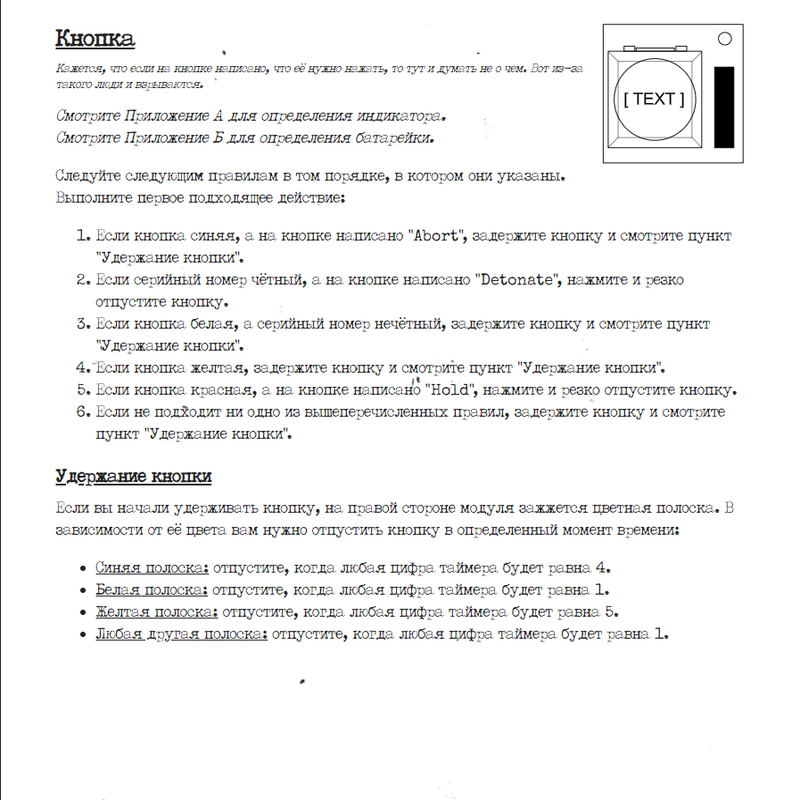 Кнопка
Кажется, что если на кнопке написано, что её нужно нажать, то тут и думать не о чем. Вот из-за
такого люди и взрываются.
[ TEXT ]
Смотрите Приложение А для определения индикатора.
Смотрите Приложение Б для определения батарейки.
Следуйте следующим правилам в том порядке, в котором они указаны.
Выполните первое подходящее действие:
1. Если кнопка синяя, а на кнопке написано "Abort", задержите кнопку и смотрите пункт
"Удержание кнопки".
2. Если серийный номер чётный, а на кнопке написано "Detonate", нажмите и резко
отпустите кнопку.
3. Если кнопка белая, а серийный номер нечётный, задержите кнопку и смотрите пункт
"Удержание кнопки".
4. Если кнопка желтая, задержите кнопку и смотрите пункт "Удержание кнопки".
5. Если кнопка красная, а на кнопке написано "Hold", нажмите и резко отпустите кнопку.
6. Если не подходит ни одно из вышеперечисленных правил, задержите кнопку и смотрите
пункт "Удержание кнопки".
Удержание кнопки
Если вы начали удерживать кнопку, на правой стороне модуля зажжется цветная полоска. В
зависимости от её цвета вам нужно отпустить кнопку в определенный момент времени:
• Синяя полоска: отпустите, когда любая цифра таймера будет равна 4.
• Белая полоска: отпустите, когда любая цифра таймера будет равна 1.
• Желтая полоска: отпустите, когда любая цифра таймера будет равна 5.
• Любая другая полоска: отпустите, когда любая цифра таймера будет равна 1.